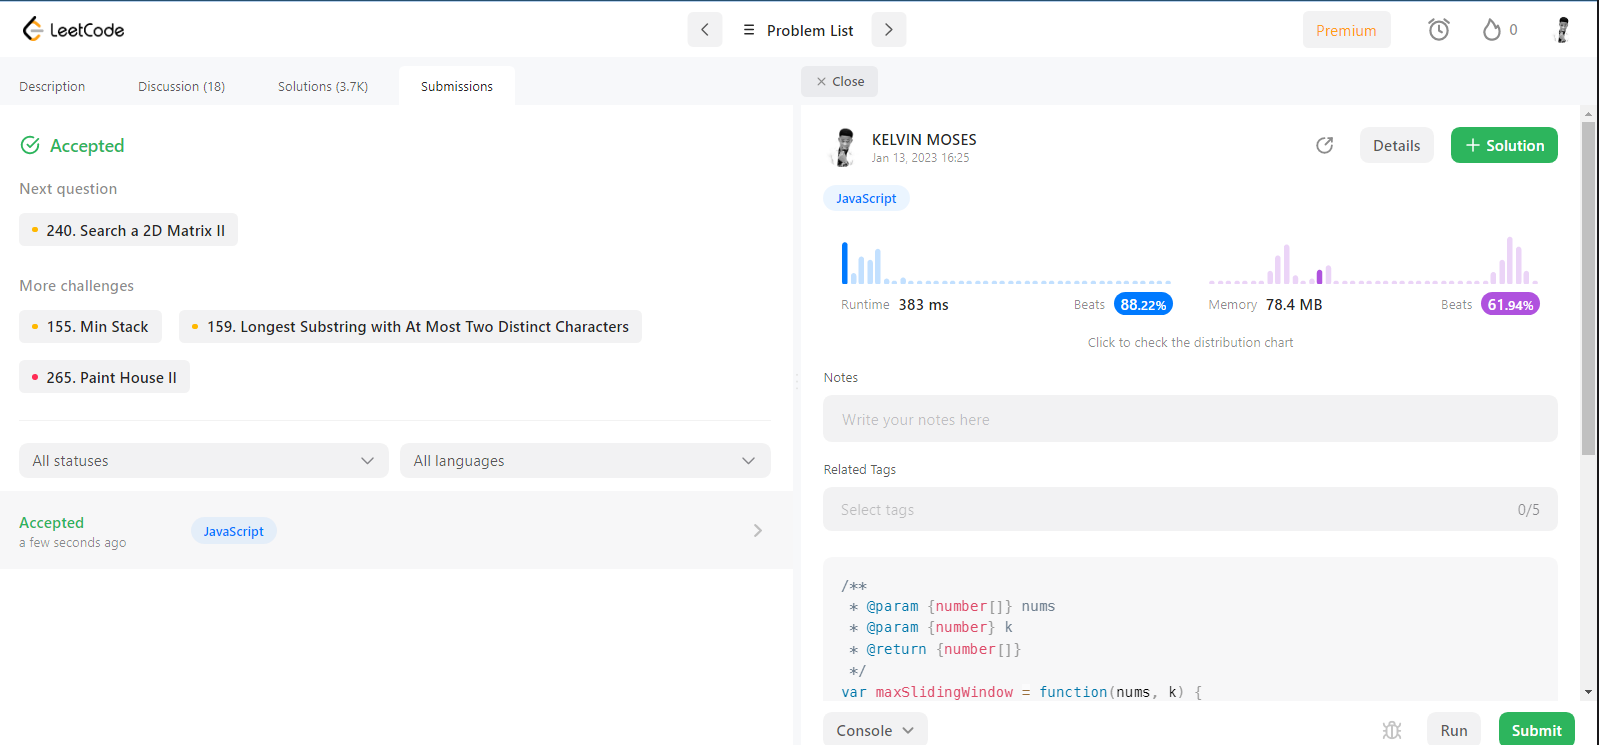 LeetCode
Problem List
Premium
0
Description
Discussion (18)
Solutions (3.7K)
Submissions
Accepted
Next question
240. Search a 2D Matrix II
More challenges
155. Min Stack
159. Longest Substring with At Most Two Distinct Characters
265. Paint House II
All statuses
All languages
Accepted
a few seconds ago
JavaScript
Close
KELVIN MOSES
Jan 13, 2023 16:25
Details
+ Solution
JavaScript
Runtime 383 ms
Beats 88.22%
Memory 78.4 MB
Beats 61.94%
Click to check the distribution chart
Notes
Write your notes here
Related Tags
Select tags
0/5
/**
* @param {number[]} nums
* @param {number} k
* @return {number[]}
*/
var maxSlidingWindow = function(nums, k) {
Console
Run
Submit